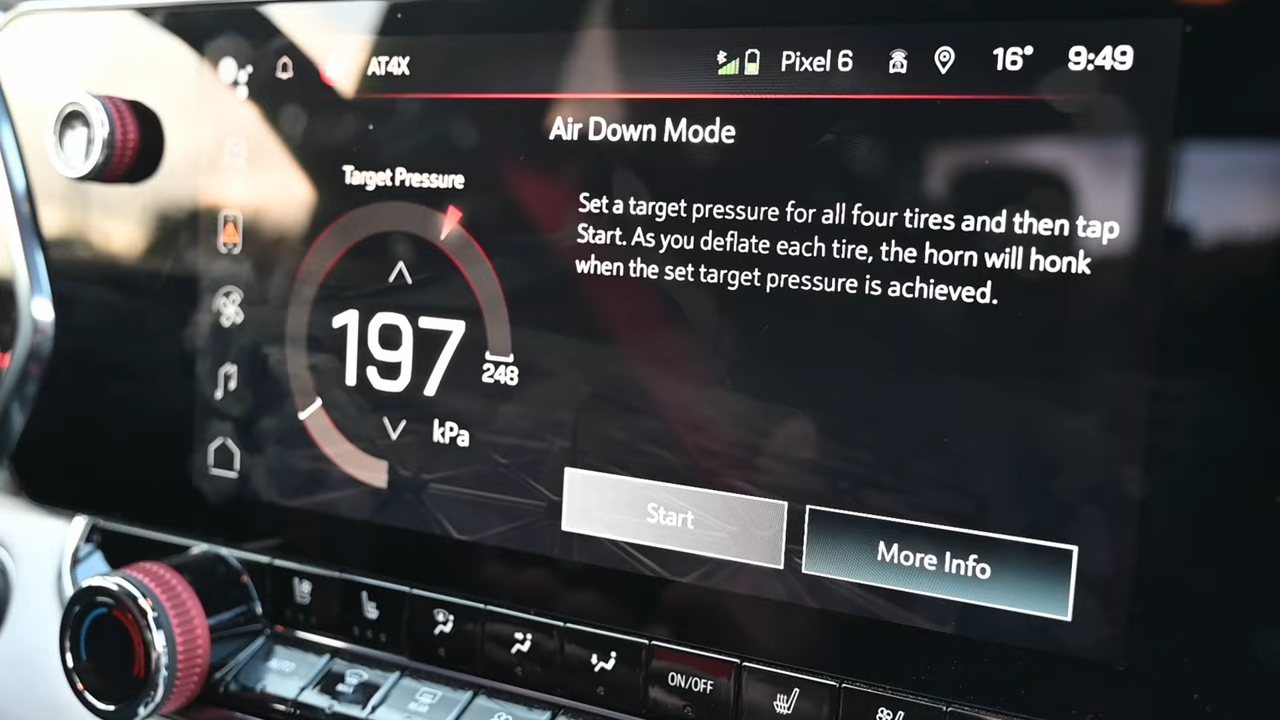 AT4X
Pixel 6
16°
9:49
Air Down Mode
Target Pressure
Set a target pressure for all four tires and then tap
Start. As you deflate each tire, the horn will honk
when the set target pressure is achieved.
197
248
kPa
Start
More Info
AUTO
ON/OFF